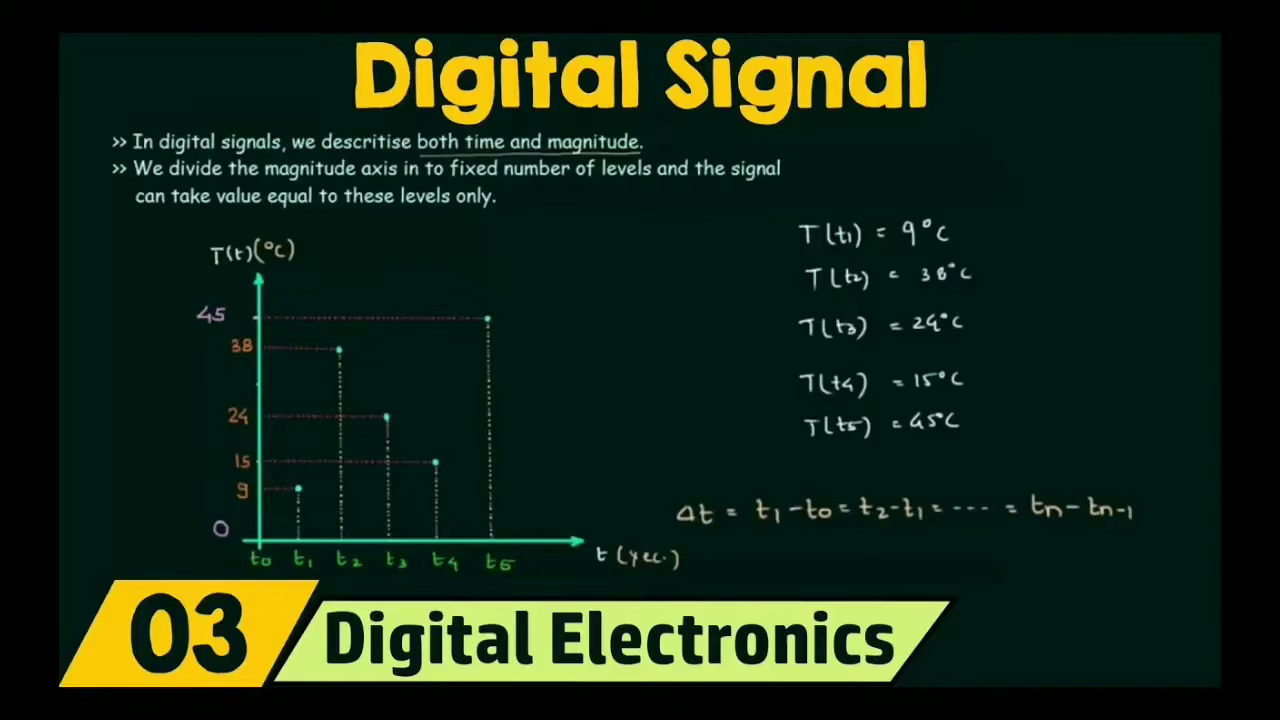 Digital Signal
>> In digital signals, we descritise both time and magnitude.
>> We divide the magnitude axis in to fixed number of levels and the signal
can take value equal to these levels only.
T(t)(°C)
45
38
24
15
9
0
t0 t1 t2 t3 t4 t5
t (sec.)
T(t1) = 9°C
T(t2) = 38°C
T(t3) = 24°C
T(t4) = 15°C
T(t5) = 45°C
Δt = t1 - t0 = t2 - t1 = ---- = tn - tn-1
03
Digital Electronics